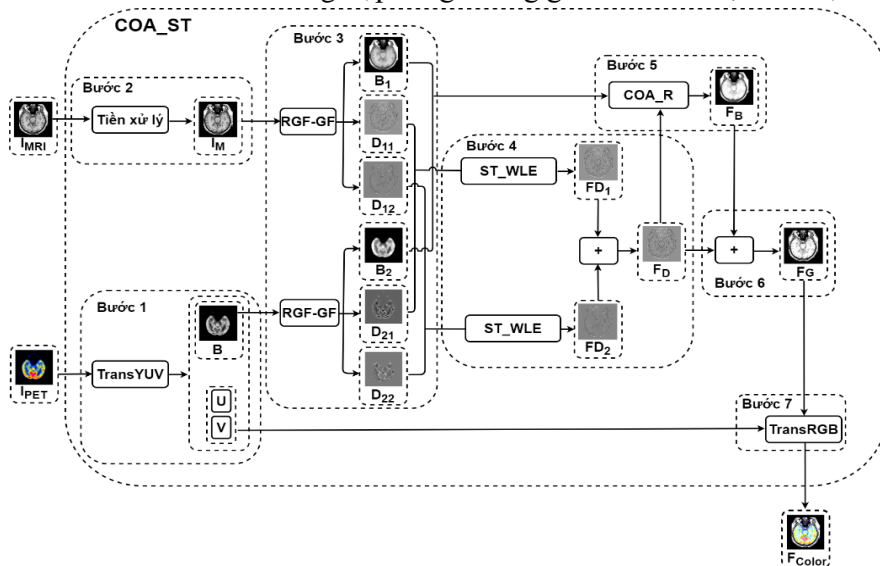 COA_ST
Bước 3
Bước 2
Bước 5
B1
Tiền xử lý
RGF-GF
COA_R
FB
IMRI
IM
D11
Bước 4
ST_WLE
FD1
D12
B2
+
FD
+
FG
Bước 6
Bước 1
RGF-GF
B
D21
ST_WLE
FD2
TransYUV
IPET
U
V
D22
Bước 7
TransRGB
FColor